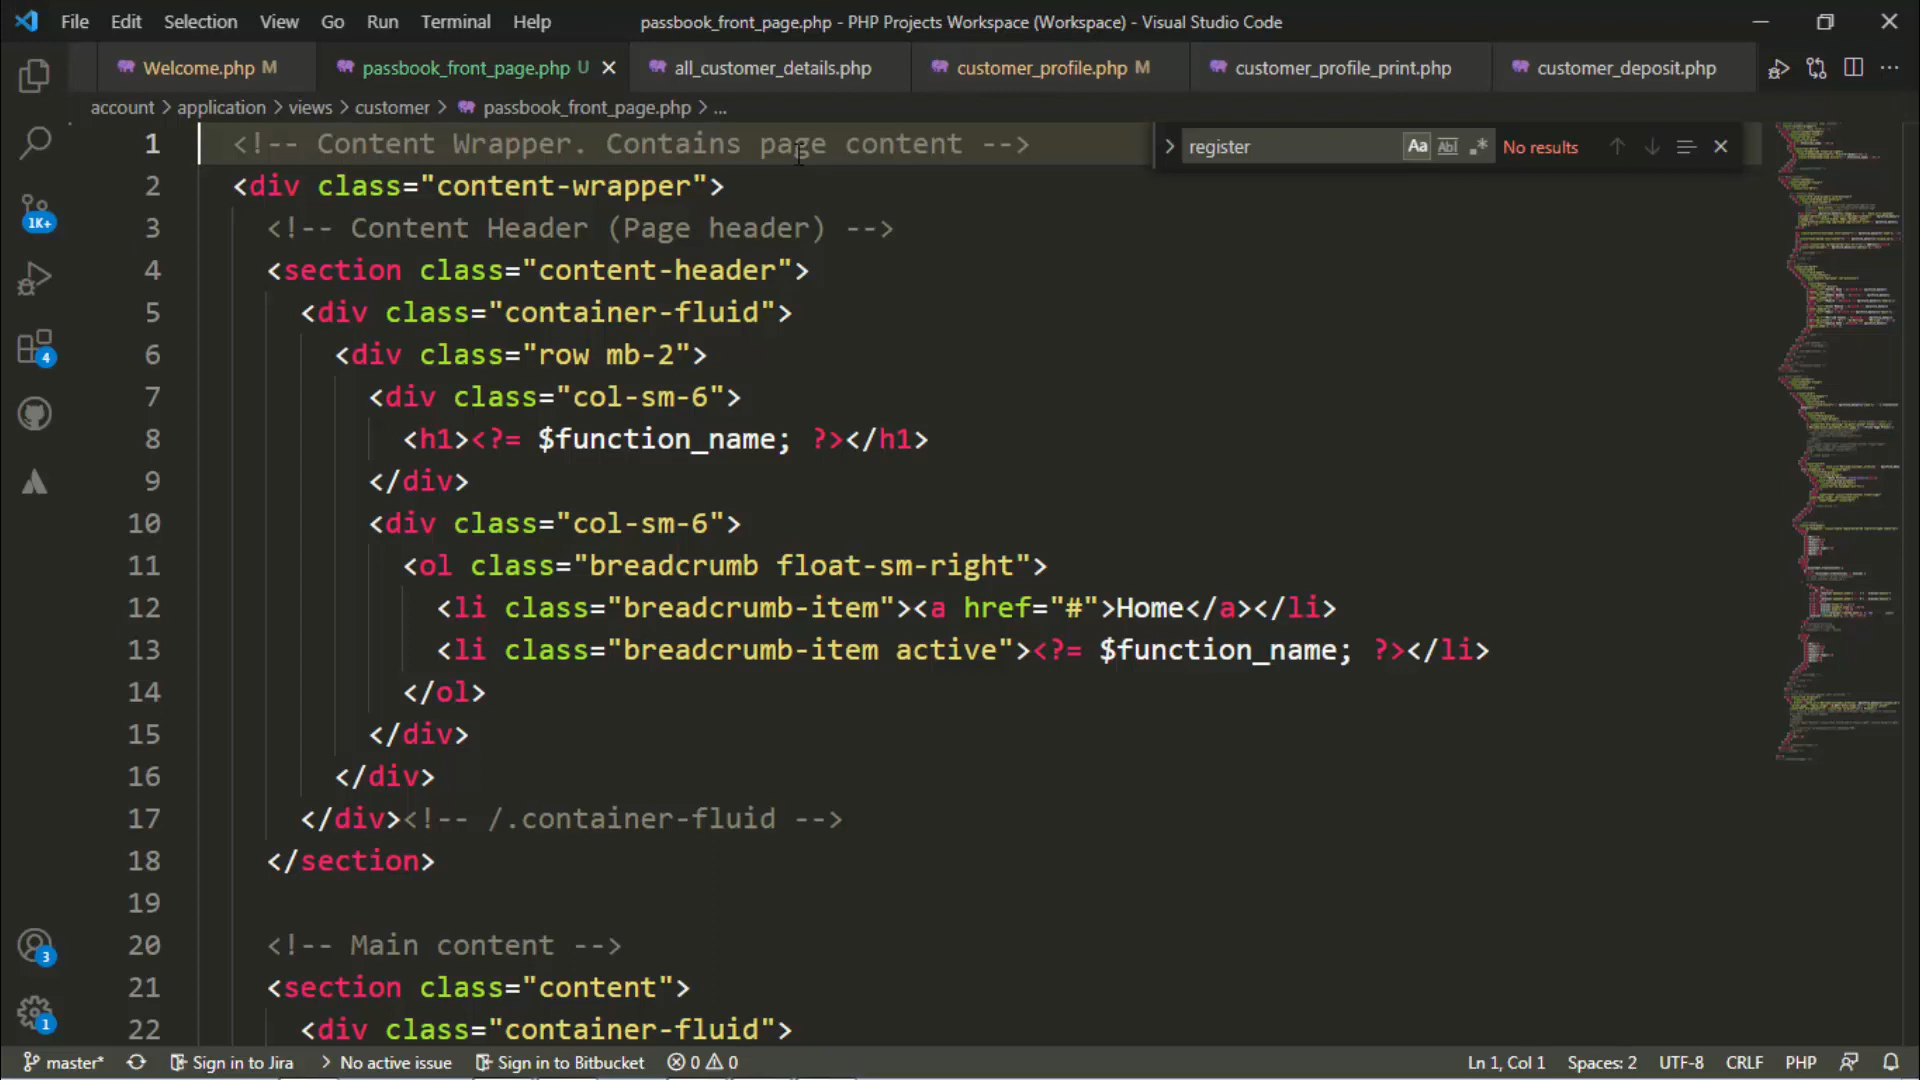 File Edit Selection View Go Run Terminal Help passbook_front_page.php - PHP Projects Workspace (Workspace) - Visual Studio Code
Welcome.php M passbook_front_page.php U all_customer_details.php customer_profile.php M customer_profile_print.php customer_deposit.php
account > application > views > customer > passbook_front_page.php > ...
register Aa Ab| .* No results
1 <!-- Content Wrapper. Contains page content -->
2 <div class="content-wrapper">
3 <!-- Content Header (Page header) -->
4 <section class="content-header">
5 <div class="container-fluid">
6 <div class="row mb-2">
7 <div class="col-sm-6">
8 <h1><?= $function_name; ?></h1>
9 </div>
10 <div class="col-sm-6">
11 <ol class="breadcrumb float-sm-right">
12 <li class="breadcrumb-item"><a href="#">Home</a></li>
13 <li class="breadcrumb-item active"><?= $function_name; ?></li>
14 </ol>
15 </div>
16 </div>
17 </div><!-- /.container-fluid -->
18 </section>
19
20 <!-- Main content -->
21 <section class="content">
22 <div class="container-fluid">
1K+
4
3
1
master* Sign in to Jira > No active issue Sign in to Bitbucket 0 0 Ln 1, Col 1 Spaces: 2 UTF-8 CRLF PHP